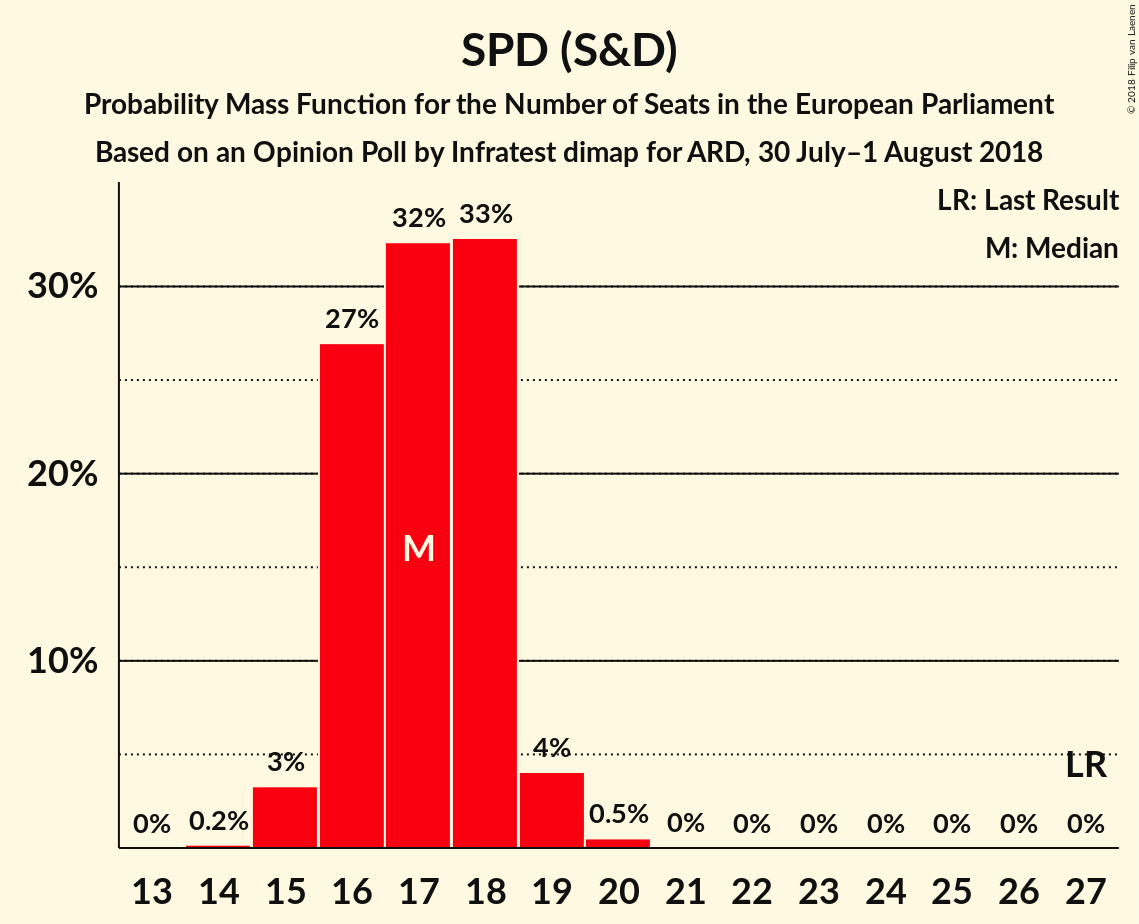 SPD (S&D)
Probability Mass Function for the Number of Seats in the European Parliament
Based on an Opinion Poll by Infratest dimap for ARD, 30 July–1 August 2018
© 2018 Filip van Laenen
LR: Last Result
M: Median
30%
20%
10%
0% 0.2% 3% 27% 32% 33% 4% 0.5% 0% 0% 0% 0% 0% 0% 0%
M
LR
13 14 15 16 17 18 19 20 21 22 23 24 25 26 27